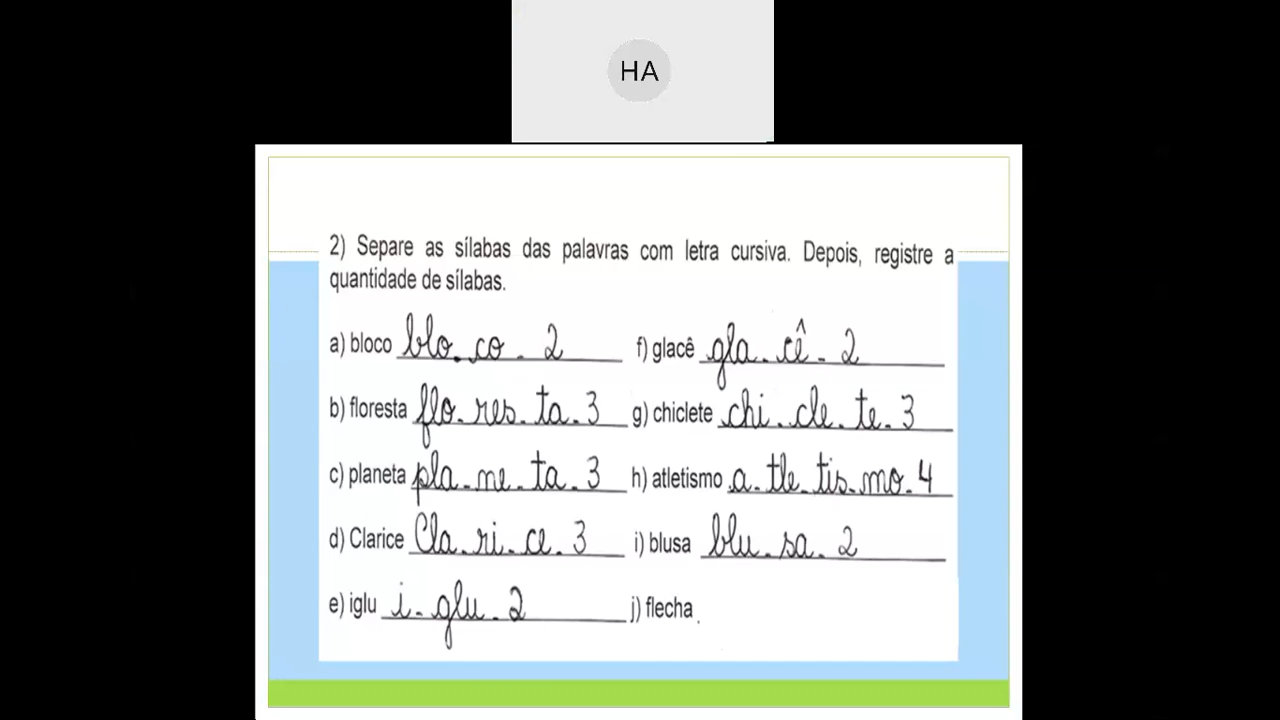 HA
2) Separe as sílabas das palavras com letra cursiva. Depois, registre a
quantidade de sílabas.
a) bloco blo - co - 2
f) glacê gla - cê - 2
b) floresta flo - res - ta - 3
g) chiclete chi - cle - te - 3
c) planeta pla - ne - ta - 3
h) atletismo a - tle - tis - mo - 4
d) Clarice Cla - ri - ce - 3
i) blusa blu - sa - 2
e) iglu i - glu - 2
j) flecha